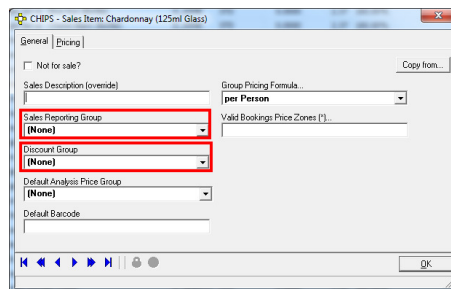 CHIPS - Sales Item: Chardonnay (125ml Glass)
General Pricing
Not for sale? Copy from...
Sales Description (override) Group Pricing Formula...
per Person
Sales Reporting Group Valid Bookings Price Zones (*)...
(None)
Discount Group
(None)
Default Analysis Price Group
(None)
Default Barcode
OK